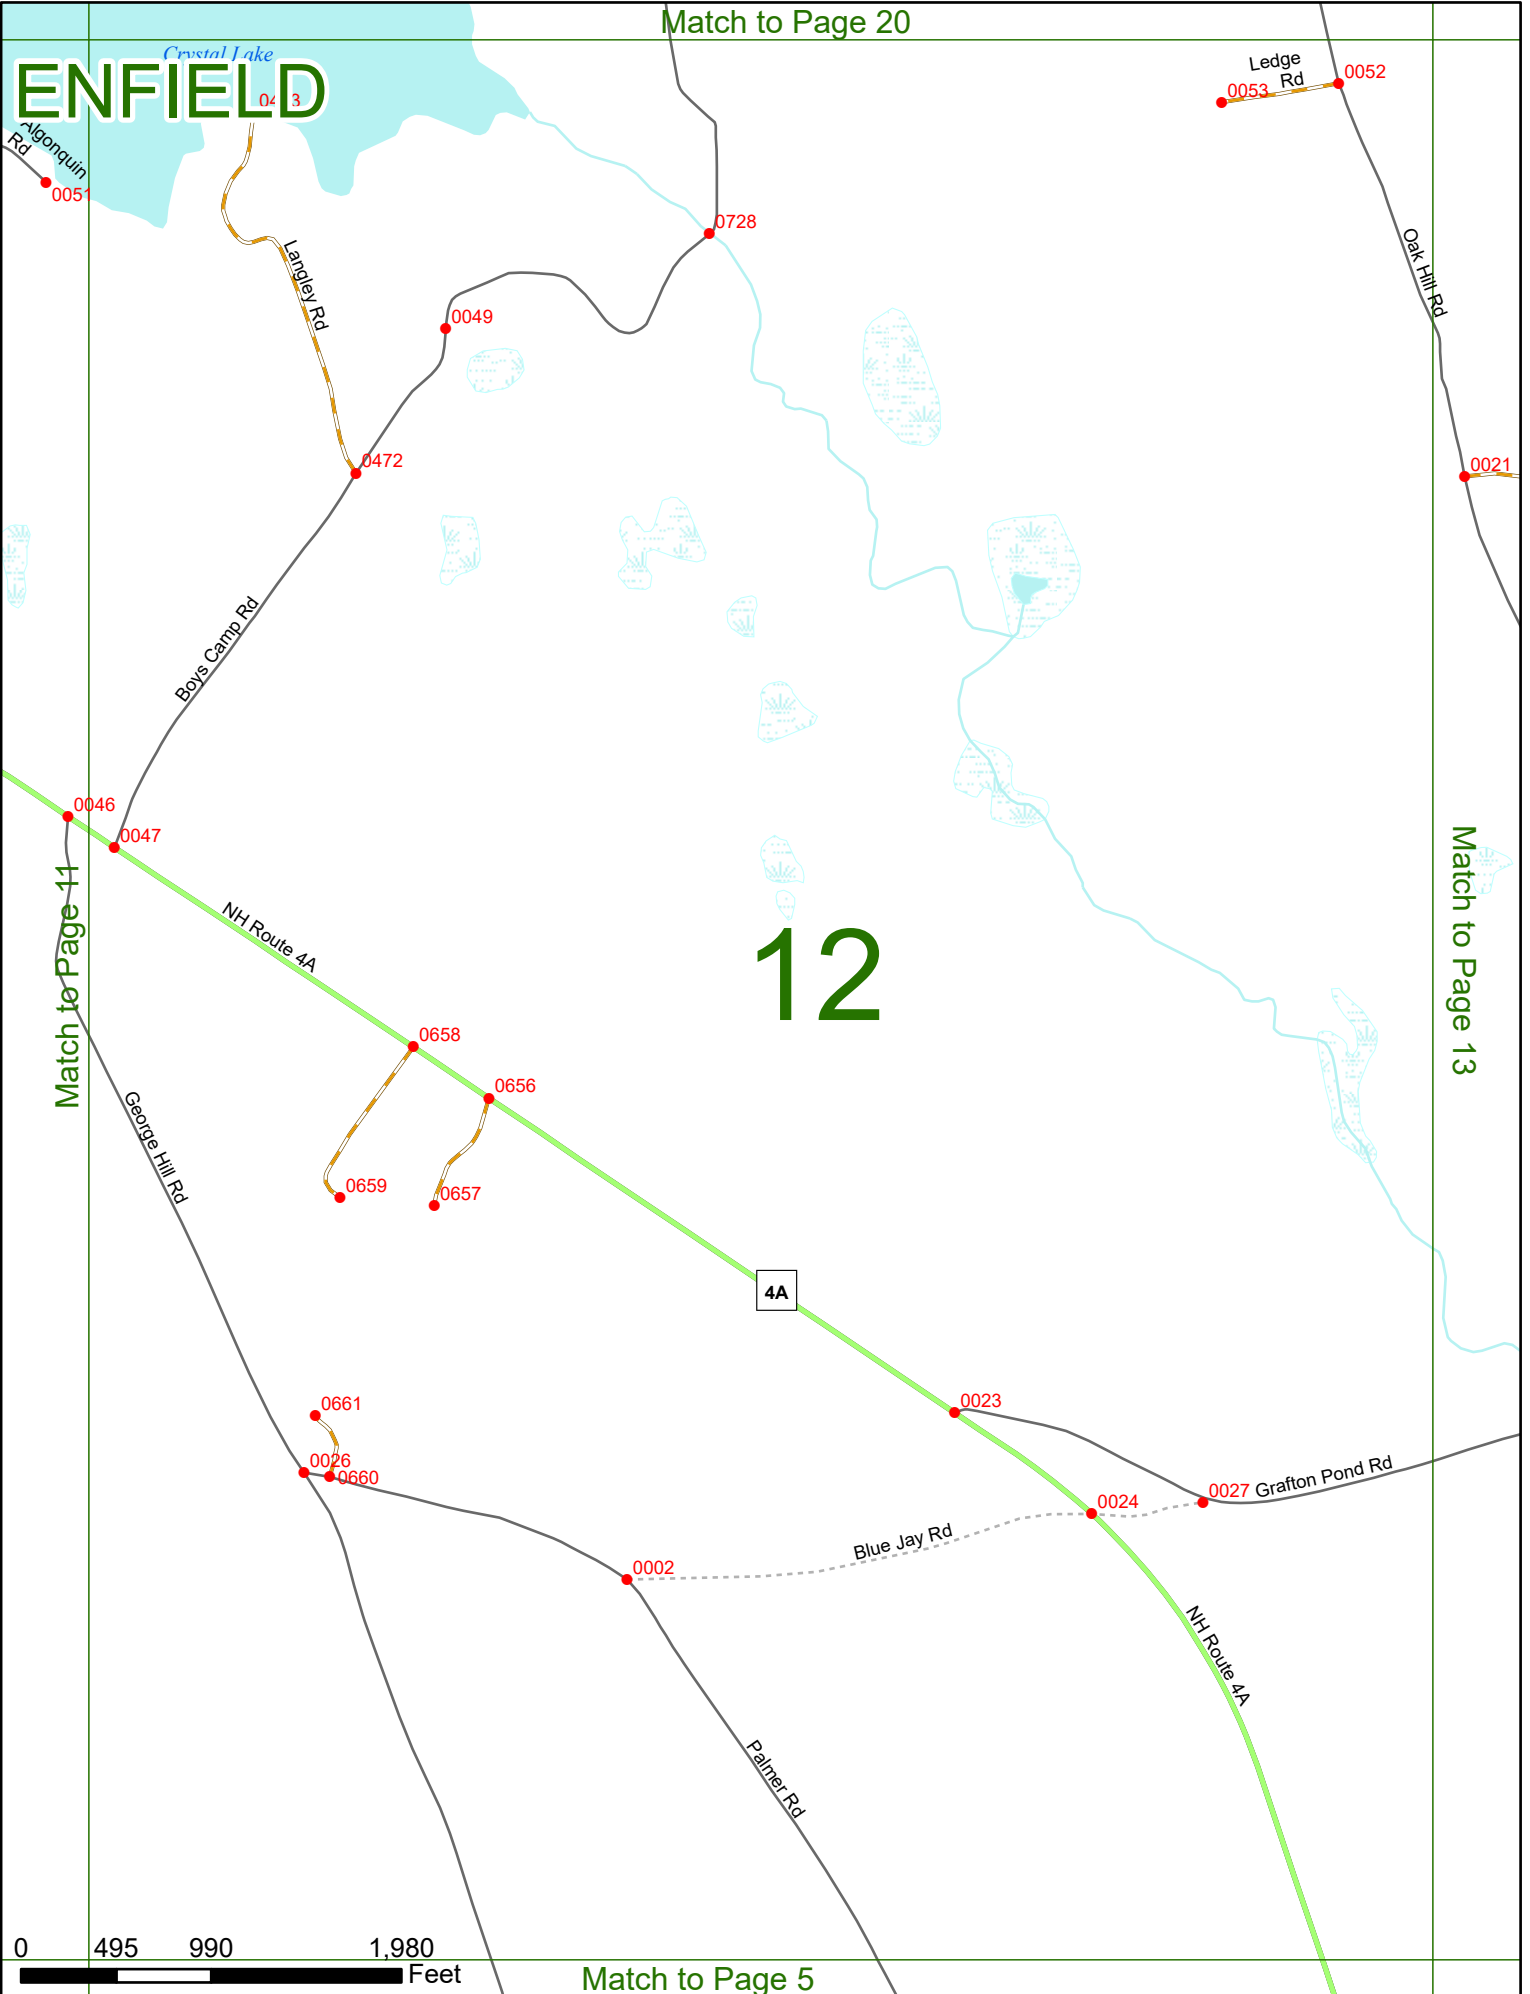 Match to Page 20
Crystal Lake
ENFIELD
Ledge
Rd
0052
0053
Algonquin
Rd
0051
0728
Langley Rd
Oak Hill Rd
0049
0472
0021
Boys Camp Rd
0046
0047
Match to Page 11
Match to Page 13
NH Route 4A
12
0658
0656
George Hill Rd
0659
0657
4A
0661
0023
0026
0660
Grafton Pond Rd
0027
0024
Blue Jay Rd
0002
NH Route 4A
Palmer Rd
0 495 990 1,980
Feet
Match to Page 5